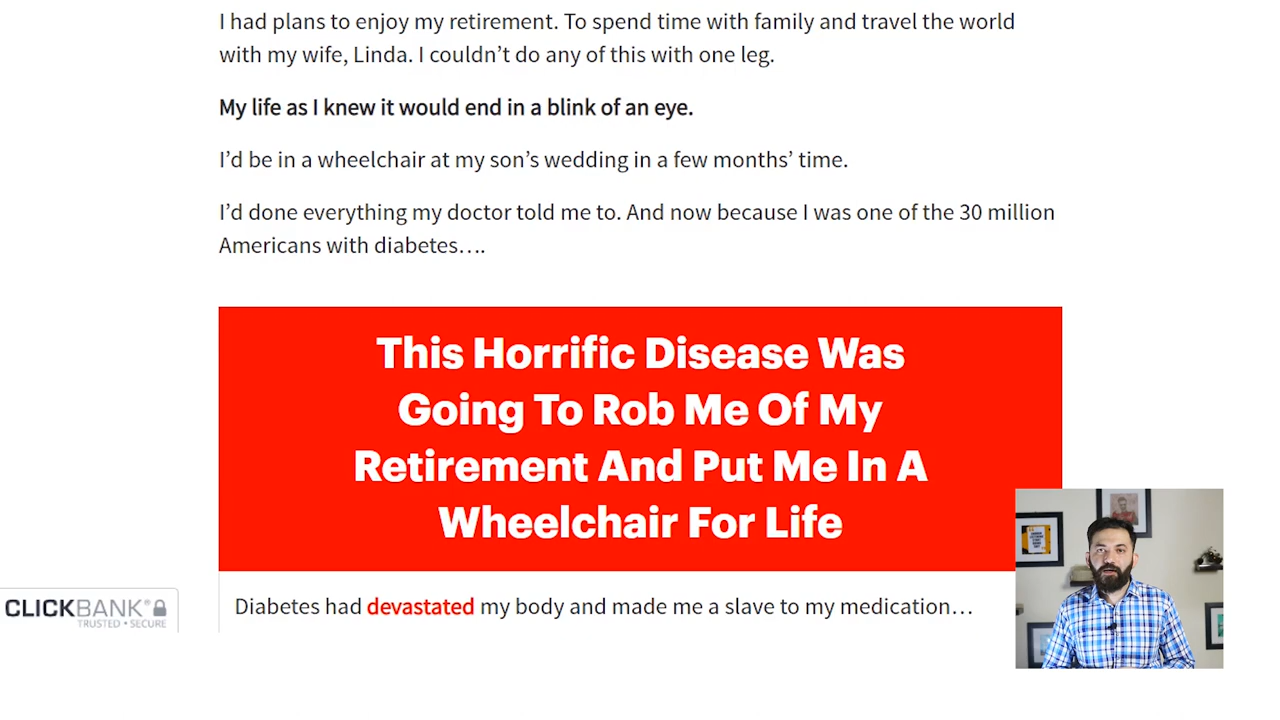 I had plans to enjoy my retirement. To spend time with family and travel the world
with my wife, Linda. I couldn’t do any of this with one leg.
My life as I knew it would end in a blink of an eye.
I’d be in a wheelchair at my son’s wedding in a few months’ time.
I’d done everything my doctor told me to. And now because I was one of the 30 million
Americans with diabetes….
This Horrific Disease Was
Going To Rob Me Of My
Retirement And Put Me In A
Wheelchair For Life
CLICKBANK®
TRUSTED • SECURE
Diabetes had devastated my body and made me a slave to my medication…